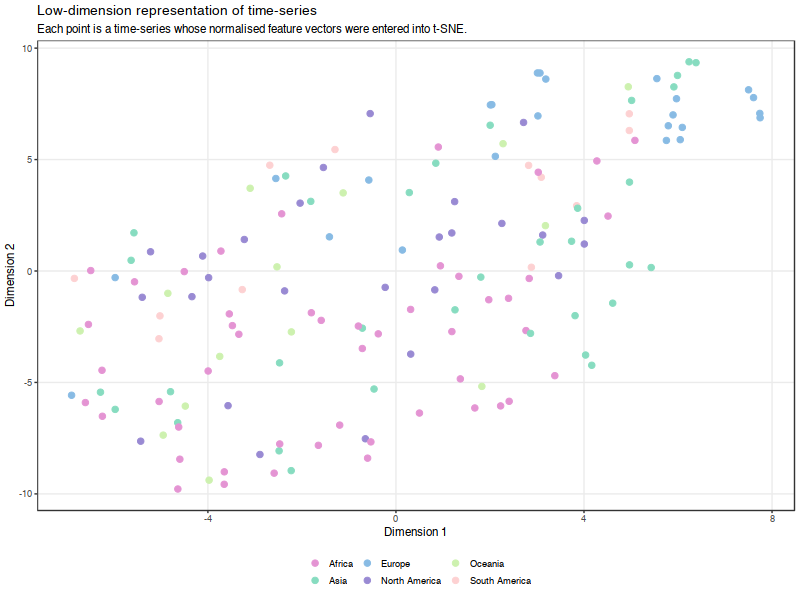 Low-dimension representation of time-series
Each point is a time-series whose normalised feature vectors were entered into t-SNE.
10
5
0
-5
-10
Dimension 2
-4
0
4
8
Dimension 1
Africa
Europe
Oceania
Asia
North America
South America